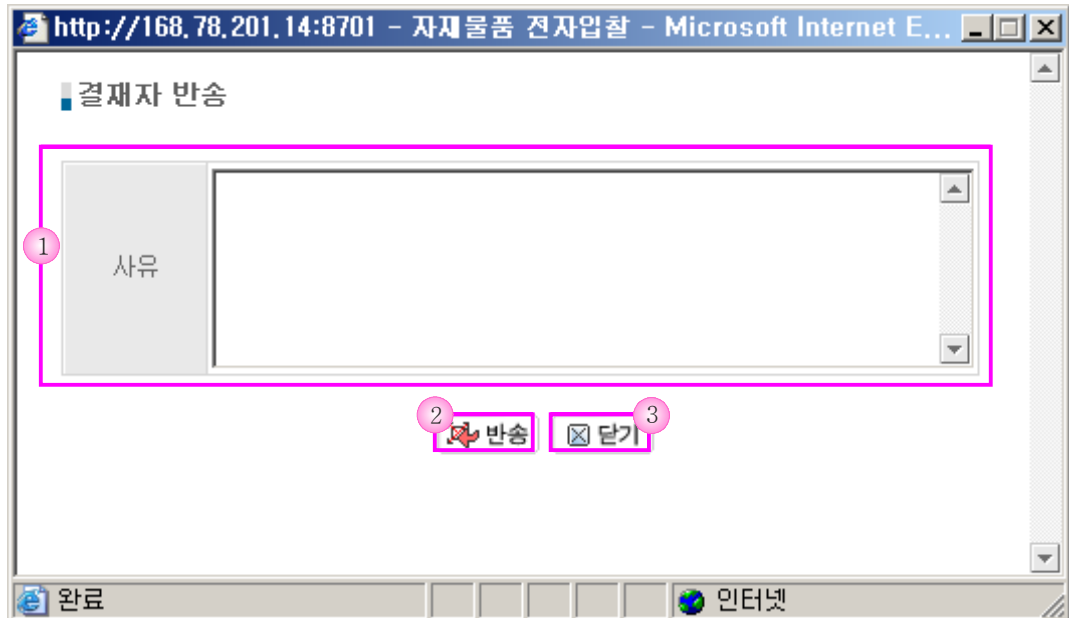 http://168.78.201.14:8701 - 자재물품 전자입찰 - Microsoft Internet E...
결재자 반송
1
사유
2 반송 3 닫기
완료 인터넷